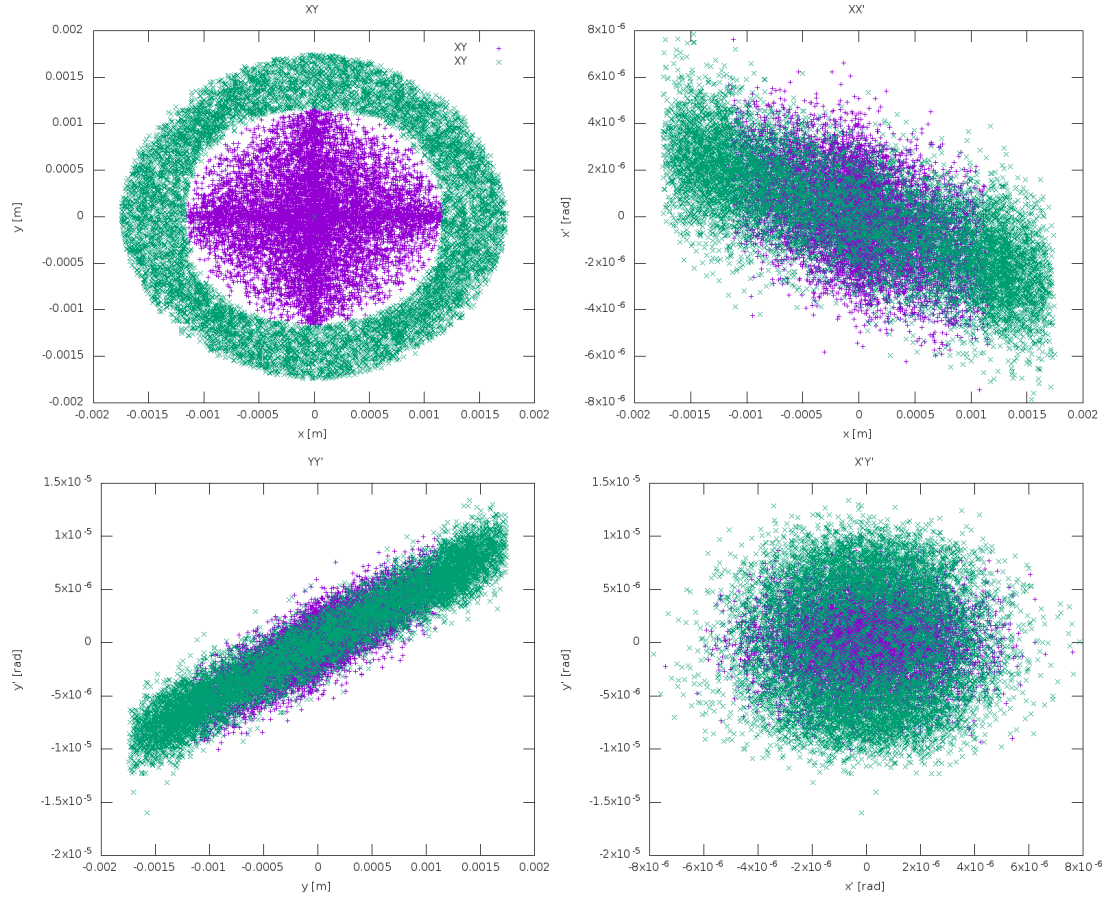 XY
XY
XY
0.002
0.0015
0.001
0.0005
0
-0.0005
-0.001
-0.0015
-0.002
-0.002 -0.0015 -0.001 -0.0005 0 0.0005 0.001 0.0015 0.002
y [m]
x [m]
XX'
8x10-6
6x10-6
4x10-6
2x10-6
0
-2x10-6
-4x10-6
-6x10-6
-8x10-6
-0.002 -0.0015 -0.001 -0.0005 0 0.0005 0.001 0.0015 0.002
x' [rad]
x [m]
YY'
1.5x10-5
1x10-5
5x10-6
0
-5x10-6
-1x10-5
-1.5x10-5
-2x10-5
-0.002 -0.0015 -0.001 -0.0005 0 0.0005 0.001 0.0015 0.002
y' [rad]
y [m]
X'Y'
1.5x10-5
1x10-5
5x10-6
0
-5x10-6
-1x10-5
-1.5x10-5
-2x10-5
-8x10-6 -6x10-6 -4x10-6 -2x10-6 0 2x10-6 4x10-6 6x10-6 8x10-6
y' [rad]
x' [rad]